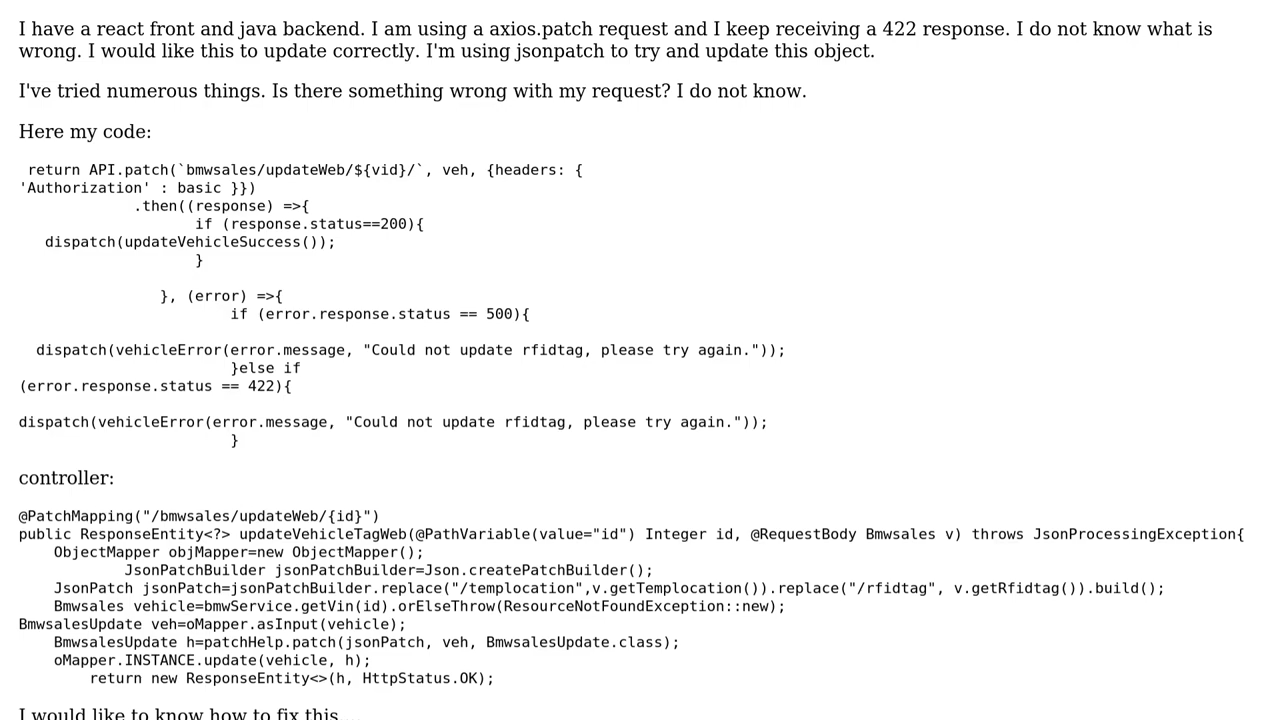 I have a react front and java backend. I am using a axios.patch request and I keep receiving a 422 response. I do not know what is
wrong. I would like this to update correctly. I'm using jsonpatch to try and update this object.
I've tried numerous things. Is there something wrong with my request? I do not know.
Here my code:
return API.patch(`bmwsales/updateWeb/${vid}/`, veh, {headers: {
'Authorization' : basic }})
.then((response) =>{
if (response.status==200){
dispatch(updateVehicleSuccess());
}
}, (error) =>{
if (error.response.status == 500){
dispatch(vehicleError(error.message, "Could not update rfidtag, please try again."));
}else if
(error.response.status == 422){
dispatch(vehicleError(error.message, "Could not update rfidtag, please try again."));
}
controller:
@PatchMapping("/bmwsales/updateWeb/{id}")
public ResponseEntity<?> updateVehicleTagWeb(@PathVariable(value="id") Integer id, @RequestBody Bmwsales v) throws JsonProcessingException{
ObjectMapper objMapper=new ObjectMapper();
JsonPatchBuilder jsonPatchBuilder=Json.createPatchBuilder();
JsonPatch jsonPatch=jsonPatchBuilder.replace("/templocation",v.getTemplocation()).replace("/rfidtag", v.getRfidtag()).build();
Bmwsales vehicle=bmwService.getVin(id).orElseThrow(ResourceNotFoundException::new);
BmwsalesUpdate veh=oMapper.asInput(vehicle);
BmwsalesUpdate h=patchHelp.patch(jsonPatch, veh, BmwsalesUpdate.class);
oMapper.INSTANCE.update(vehicle, h);
return new ResponseEntity<>(h, HttpStatus.OK);
I would like to know how to fix this....